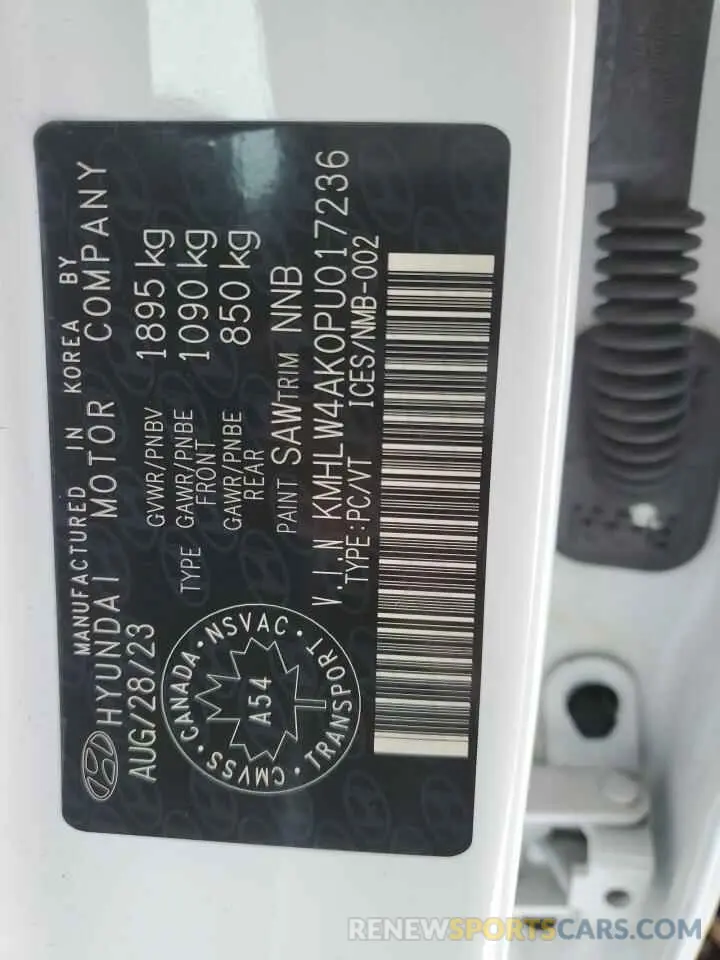 MANUFACTURED IN KOREA BY
HYUNDAI MOTOR COMPANY
AUG/28/23
GVWR/PNBV 1895 kg
TYPE GAWR/PNBE FRONT 1090 kg
GAWR/PNBE REAR 850 kg
PAINT SAW TRIM NNB
V.I.N KMHLW4AK0PU017236
TYPE:PC/VT ICES/NMB-002
CANADA · NSVAC · TRANSPORT · CMVSS
A54
RENEWSPORTSCARS.COM